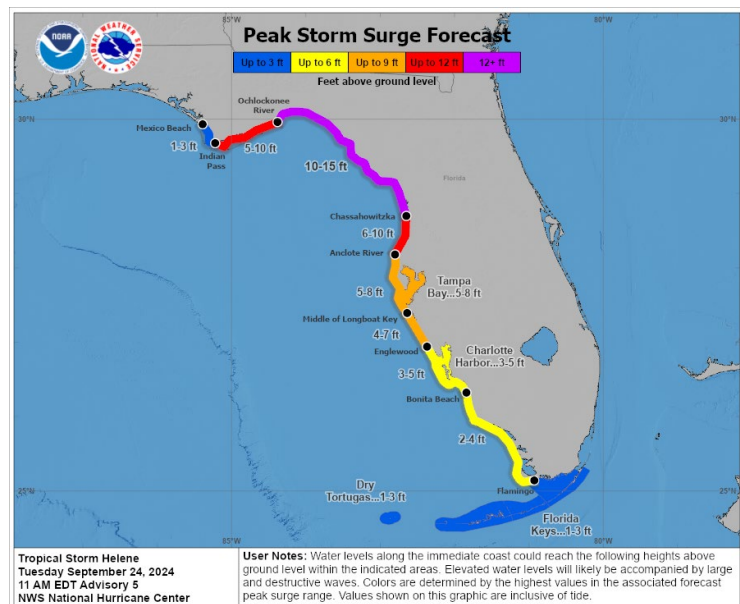 NOAA
NATIONAL WEATHER SERVICE
Peak Storm Surge Forecast
Up to 3 ft Up to 6 ft Up to 9 ft Up to 12 ft 12+ ft
Feet above ground level
85°W
80°W
30°N
30°N
Ochlockonee
River
Mexico Beach
1-3 ft
Indian
Pass
5-10 ft
10-15 ft
Florida
Chassahowitzka
6-10 ft
Anclote River
5-8 ft
Tampa
Bay...5-8 ft
Middle of Longboat Key
4-7 ft
Englewood
Charlotte
Harbor...3-5 ft
3-5 ft
Bonita Beach
2-4 ft
Dry
Tortugas...1-3 ft
Flamingo
25°N
25°N
Florida
Keys...1-3 ft
85°W
80°W
Tropical Storm Helene
Tuesday September 24, 2024
11 AM EDT Advisory 5
NWS National Hurricane Center
User Notes: Water levels along the immediate coast could reach the following heights above
ground level within the indicated areas. Elevated water levels will likely be accompanied by large
and destructive waves. Colors are determined by the highest values in the associated forecast
peak surge range. Values shown on this graphic are inclusive of tide.